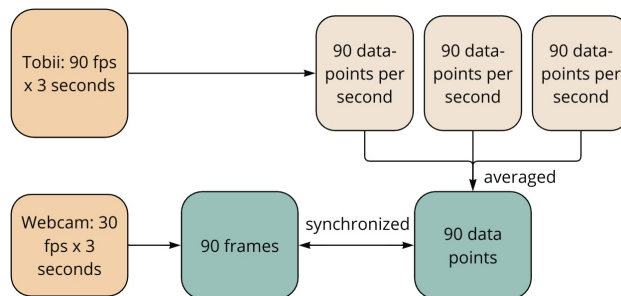 Tobii: 90 fps
x 3 seconds
90 data-
points per
second
90 data-
points per
second
90 data-
points per
second
averaged
Webcam: 30
fps x 3
seconds
90 frames
synchronized
90 data
points